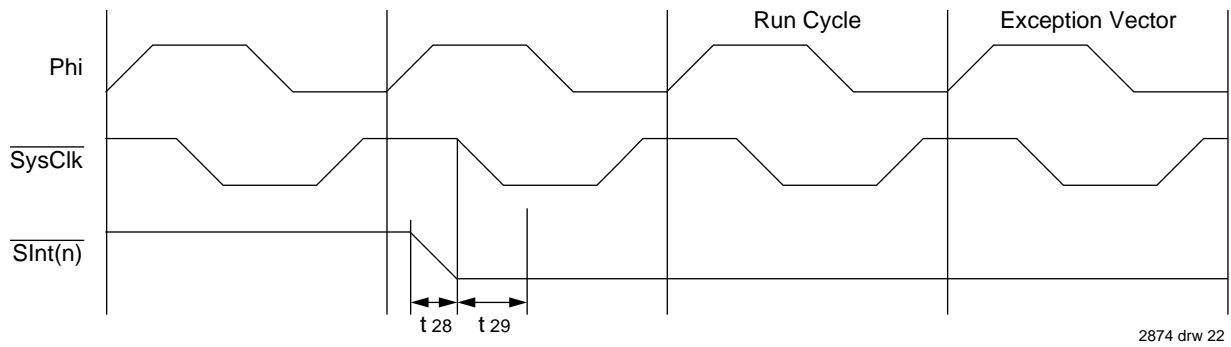 Run Cycle
Exception Vector
Phi
SysClk
SInt(n)
t 28
t 29
2874 drw 22